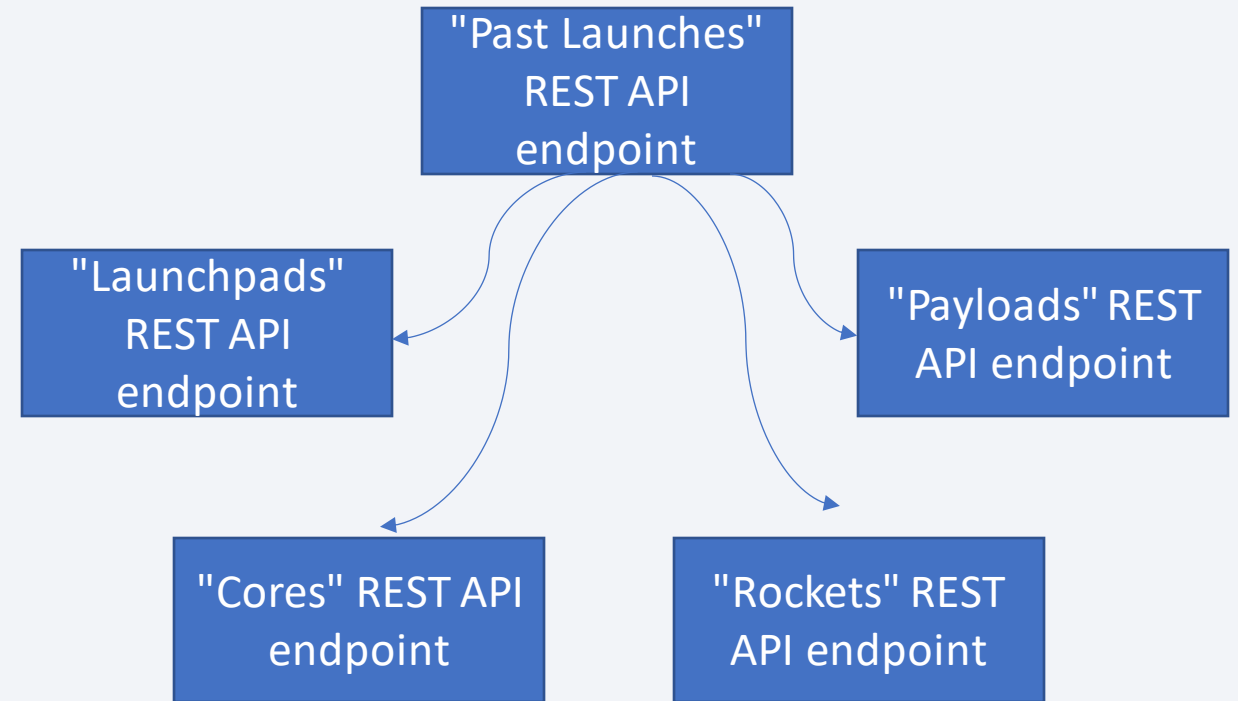 "Past Launches"
REST API
endpoint
"Launchpads"
REST API
endpoint
"Payloads" REST
API endpoint
"Cores" REST API
endpoint
"Rockets" REST
API endpoint